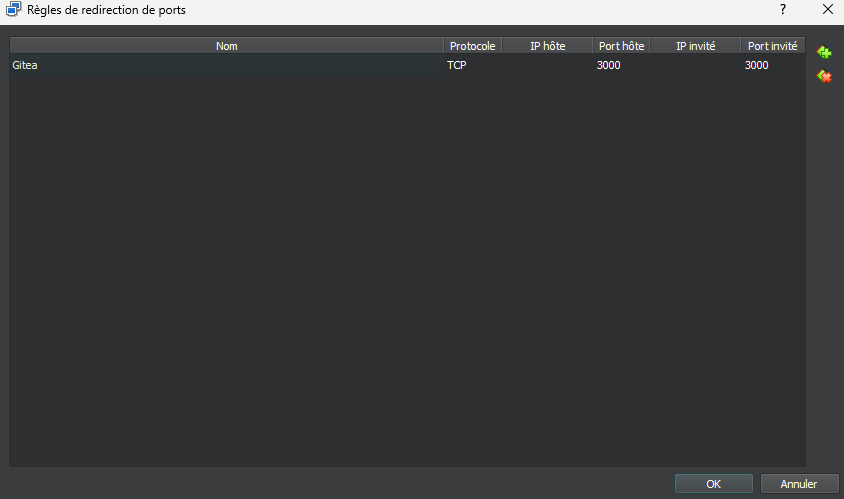 Règles de redirection de ports
?
Nom Protocole IP hôte Port hôte IP invité Port invité
Gitea TCP 3000 3000
OK Annuler